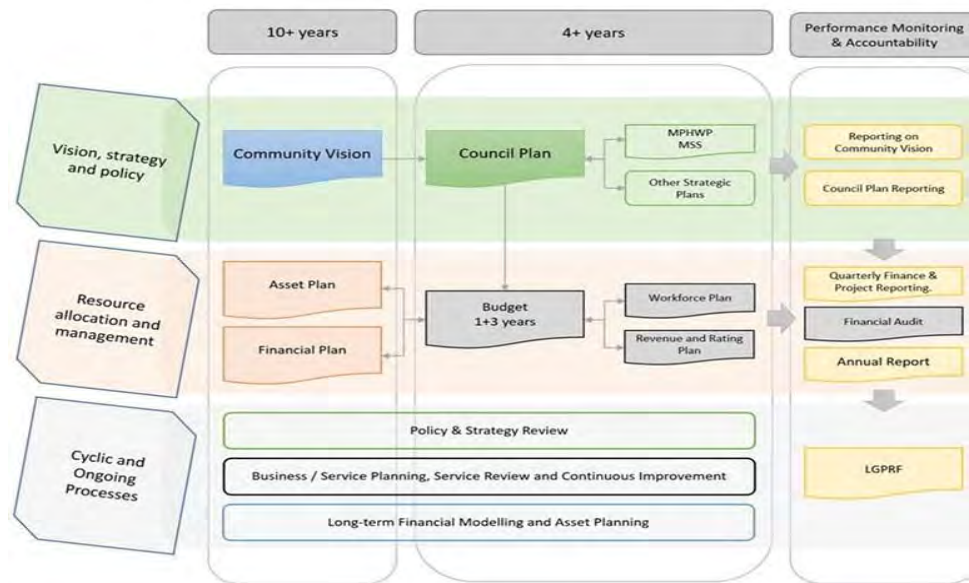 10+ years
4+ years
Performance Monitoring
& Accountability
Vision, strategy
and policy
Community Vision
Council Plan
MPHWP
MSS
Other Strategic
Plans
Reporting on
Community Vision
Council Plan Reporting
Resource
allocation and
management
Asset Plan
Financial Plan
Budget
1+3 years
Workforce Plan
Revenue and Rating
Plan
Quarterly Finance &
Project Reporting.
Financial Audit
Annual Report
Cyclic and
Ongoing
Processes
Policy & Strategy Review
Business / Service Planning, Service Review and Continuous Improvement
Long-term Financial Modelling and Asset Planning
LGPRF